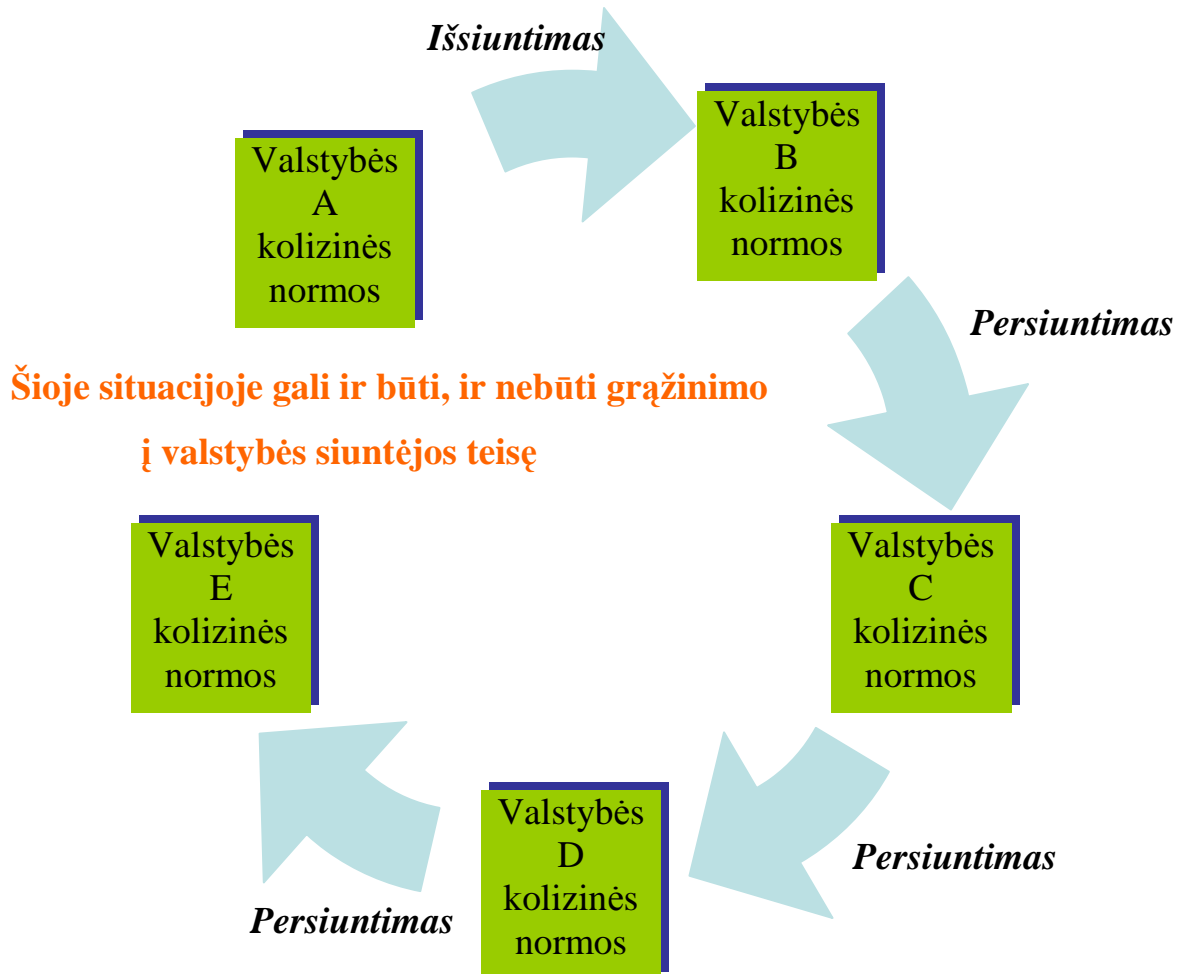 Išsiuntimas
Valstybės
A
kolizinės
normos
Valstybės
B
kolizinės
normos
Persiuntimas
Šioje situacijoje gali ir būti, ir nebūti grąžinimo
į valstybės siuntėjos teisę
Valstybės
E
kolizinės
normos
Valstybės
C
kolizinės
normos
Valstybės
D
kolizinės
normos
Persiuntimas
Persiuntimas